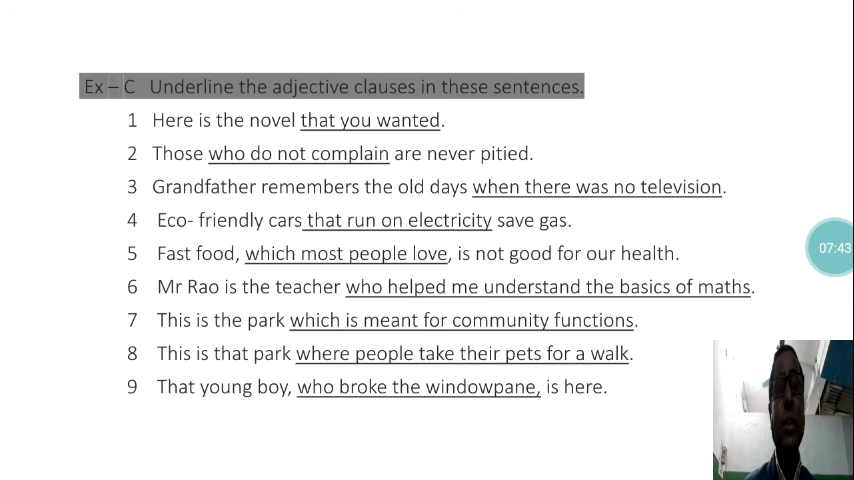 Ex – C Underline the adjective clauses in these sentences.
1 Here is the novel that you wanted.
2 Those who do not complain are never pitied.
3 Grandfather remembers the old days when there was no television.
4 Eco- friendly cars that run on electricity save gas.
5 Fast food, which most people love, is not good for our health.
6 Mr Rao is the teacher who helped me understand the basics of maths.
7 This is the park which is meant for community functions.
8 This is that park where people take their pets for a walk.
9 That young boy, who broke the windowpane, is here.
07:43